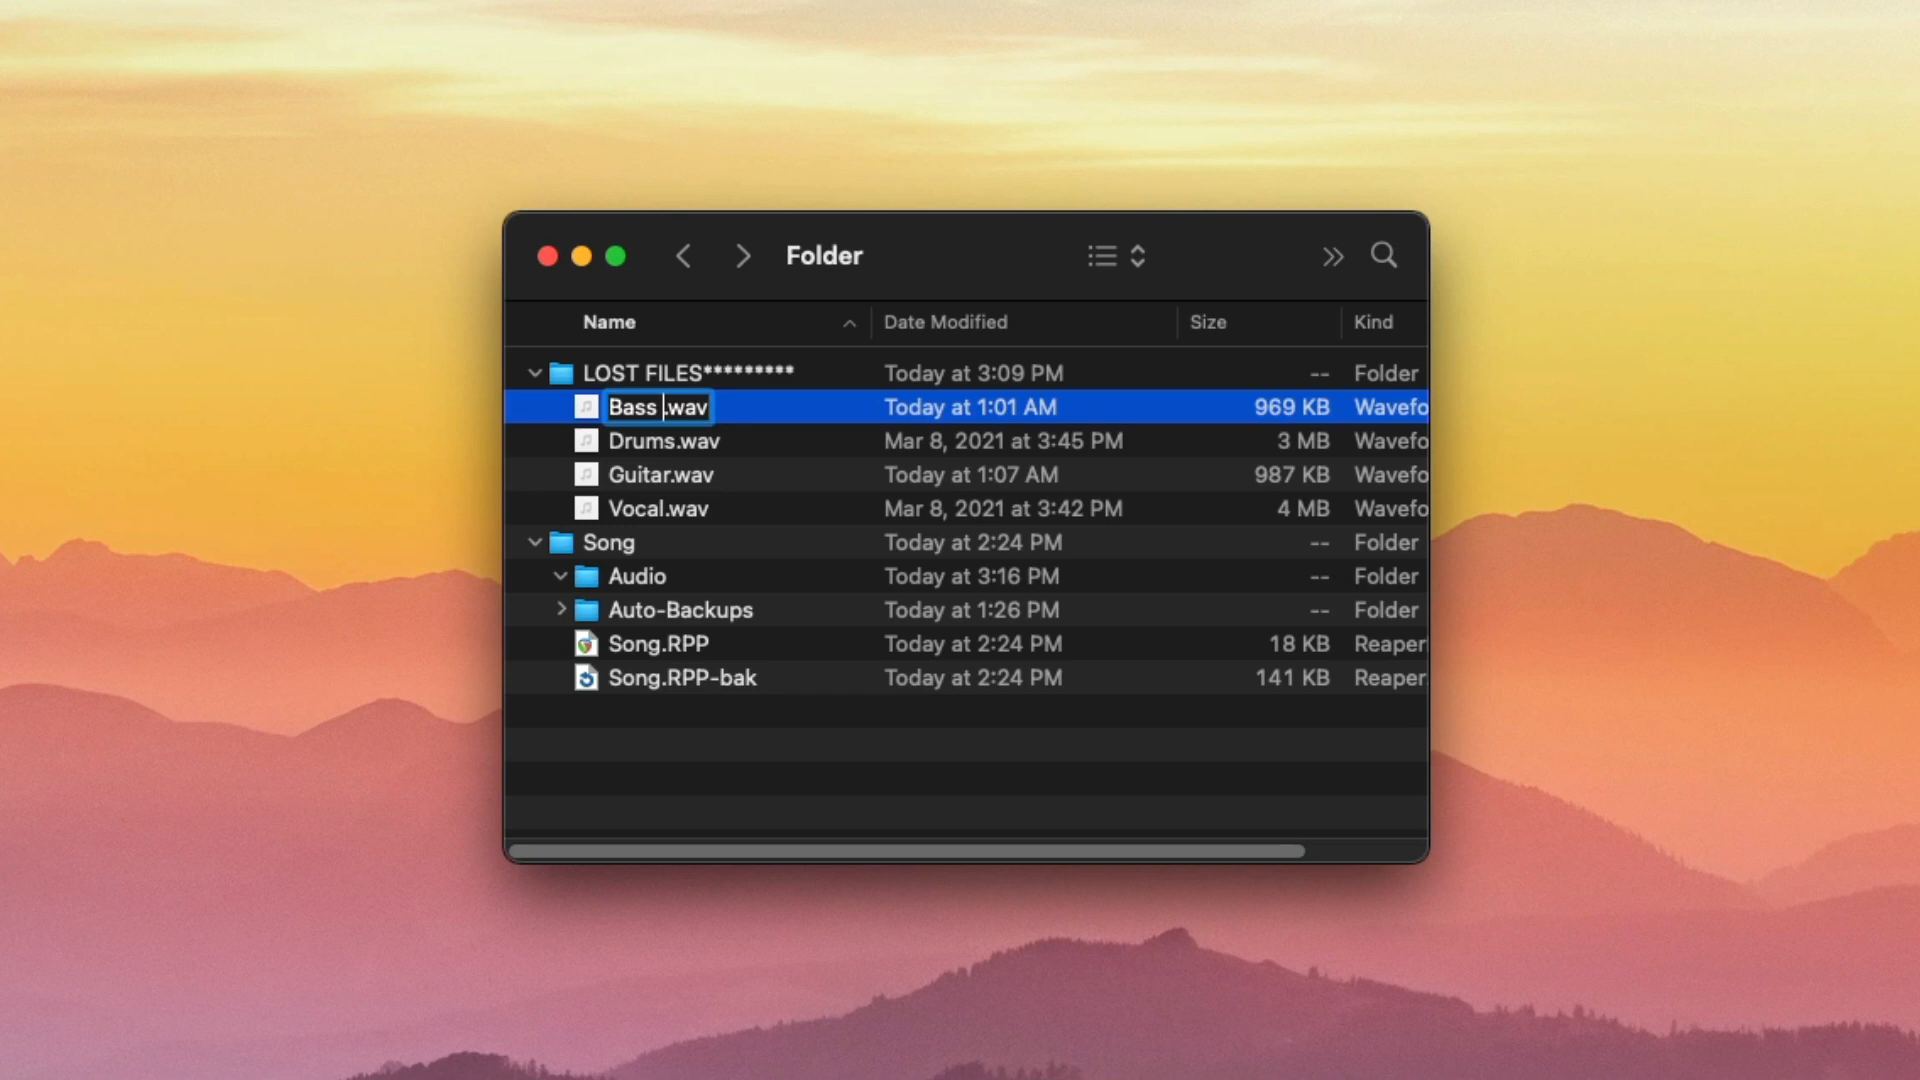 Folder
Name Date Modified Size Kind
LOST FILES********* Today at 3:09 PM -- Folder
Bass .wav Today at 1:01 AM 969 KB Wavefo
Drums.wav Mar 8, 2021 at 3:45 PM 3 MB Wavefo
Guitar.wav Today at 1:07 AM 987 KB Wavefo
Vocal.wav Mar 8, 2021 at 3:42 PM 4 MB Wavefo
Song Today at 2:24 PM -- Folder
Audio Today at 3:16 PM -- Folder
Auto-Backups Today at 1:26 PM -- Folder
Song.RPP Today at 2:24 PM 18 KB Reaper
Song.RPP-bak Today at 2:24 PM 141 KB Reaper